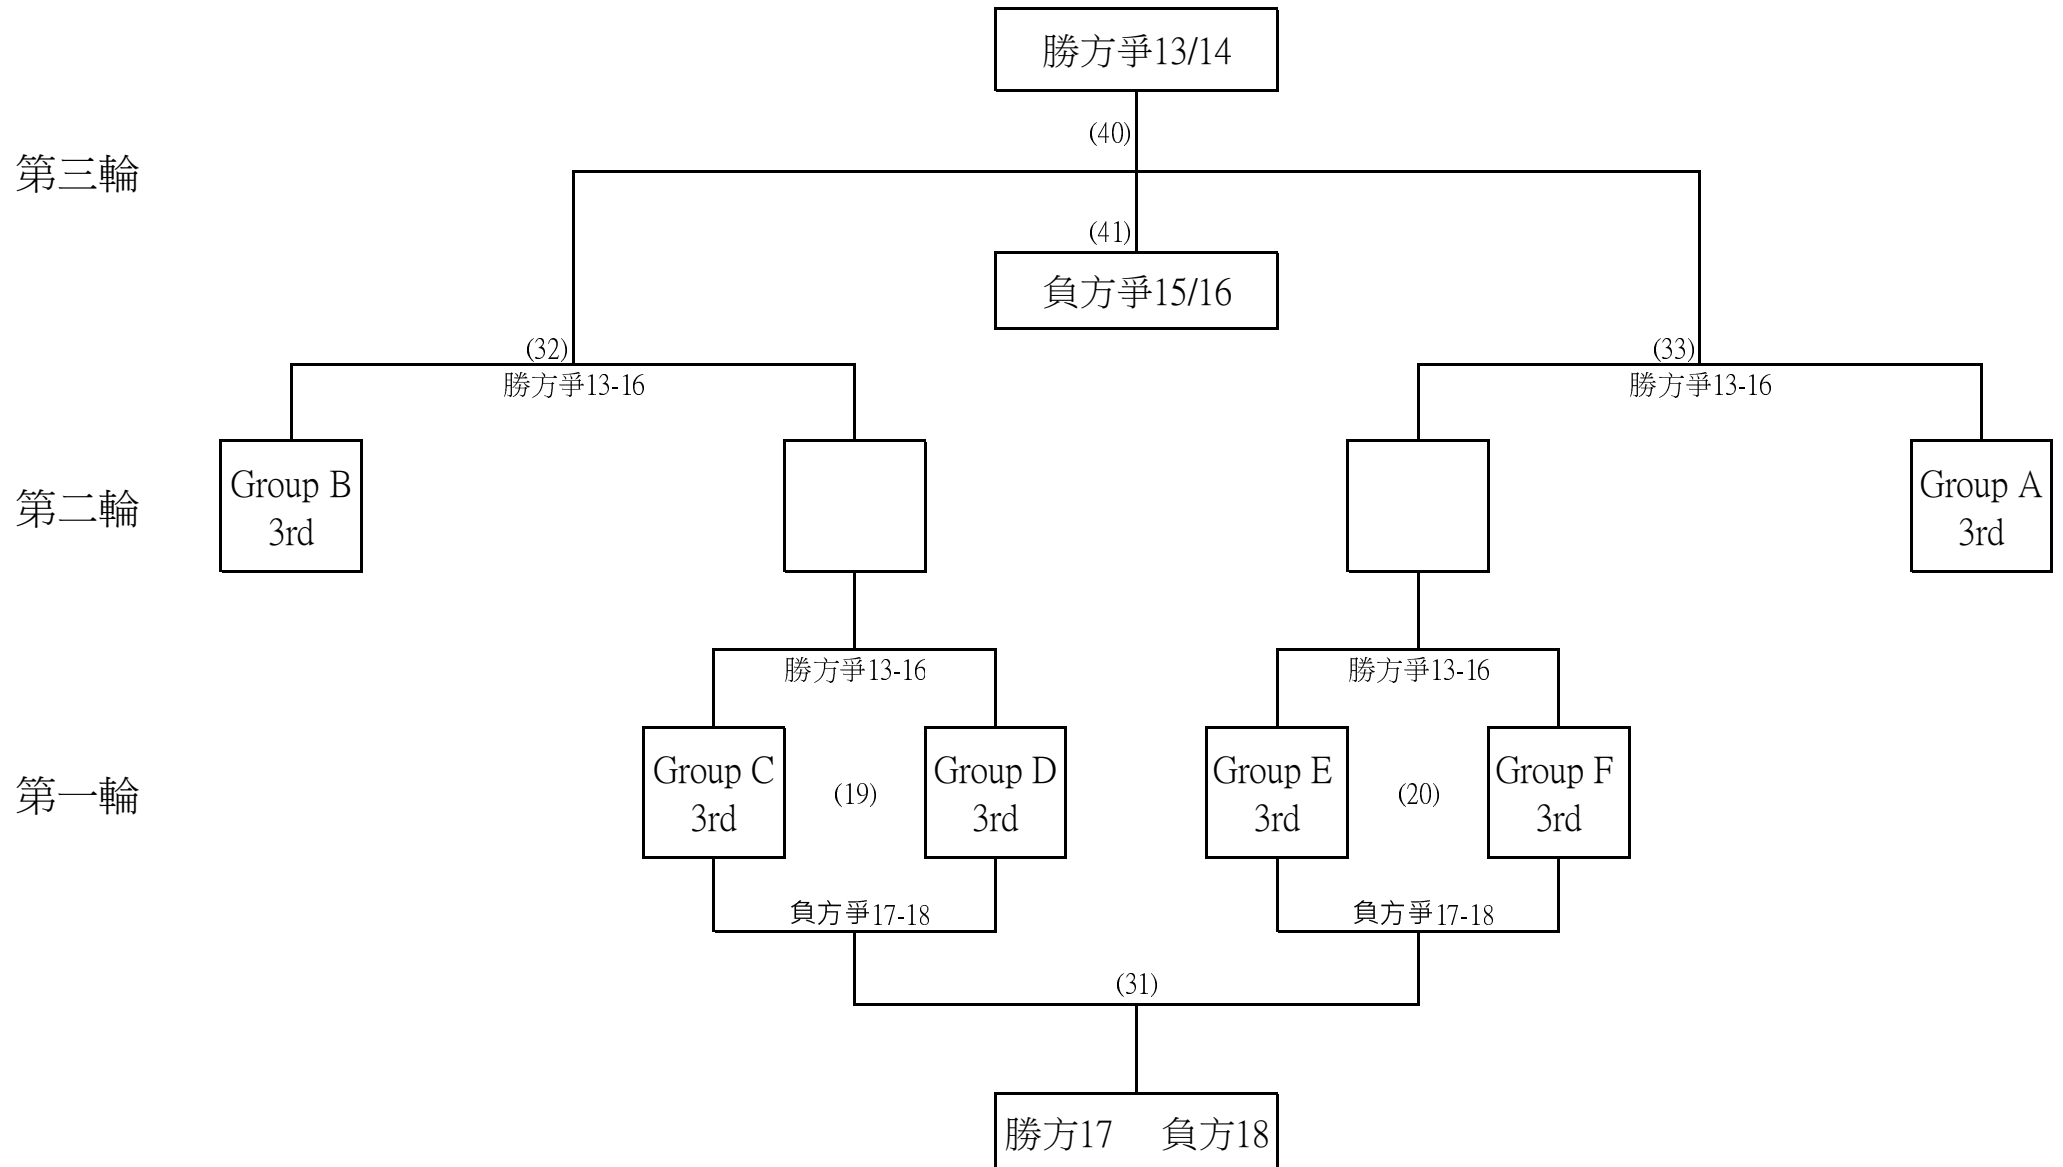 勝方爭13/14
(40)
第三輪
(41)
負方爭15/16
(32)
(33)
勝方爭13-16
勝方爭13-16
第二輪
Group B
3rd
Group A
3rd
勝方爭13-16
勝方爭13-16
第一輪
Group C
3rd
(19)
Group D
3rd
Group E
3rd
(20)
Group F
3rd
負方爭17-18
負方爭17-18
(31)
勝方17 負方18